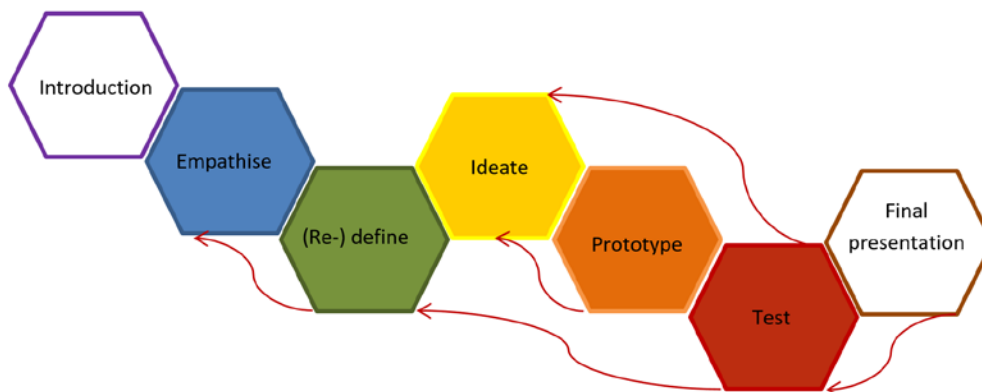 Introduction
Empathise
(Re-) define
Ideate
Prototype
Test
Final
presentation